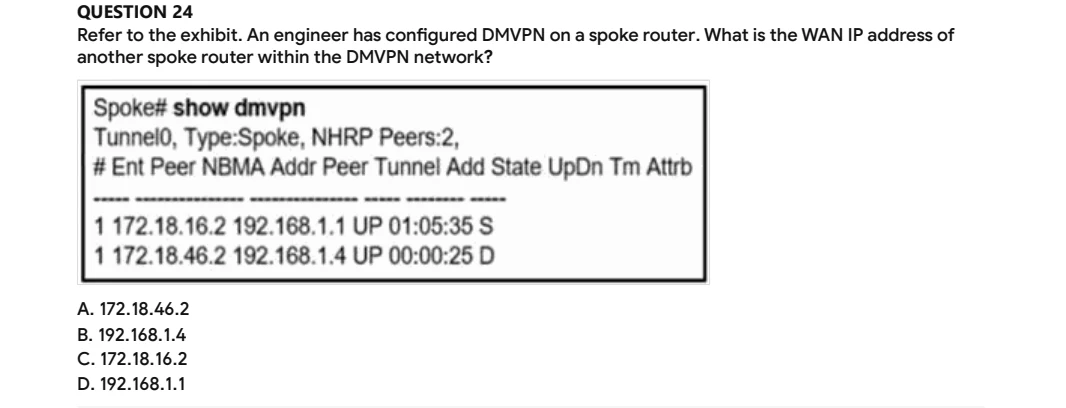 QUESTION 24
Refer to the exhibit. An engineer has configured DMVPN on a spoke router. What is the WAN IP address of
another spoke router within the DMVPN network?
Spoke# show dmvpn
Tunnel0, Type:Spoke, NHRP Peers:2,
# Ent Peer NBMA Addr Peer Tunnel Add State UpDn Tm Attrb
----- --------------- --------------- ----- -------- -----
1 172.18.16.2 192.168.1.1 UP 01:05:35 S
1 172.18.46.2 192.168.1.4 UP 00:00:25 D
A. 172.18.46.2
B. 192.168.1.4
C. 172.18.16.2
D. 192.168.1.1